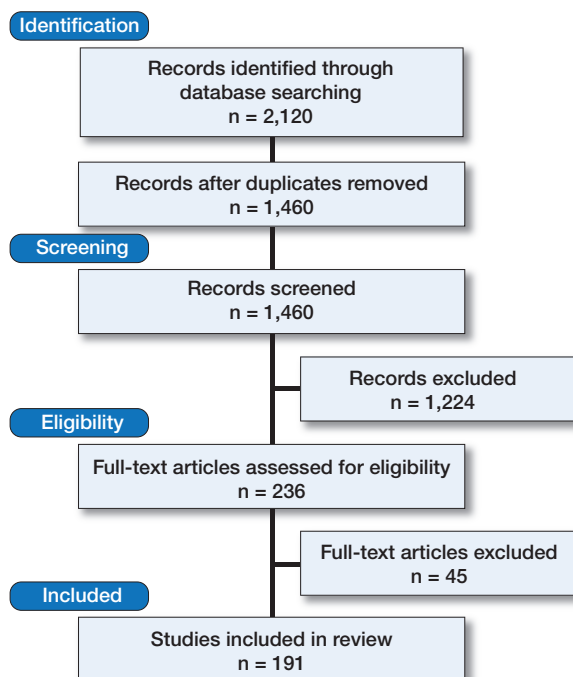 Identification
Records identified through
database searching
n = 2,120
Records after duplicates removed
n = 1,460
Screening
Records screened
n = 1,460
Records excluded
n = 1,224
Eligibility
Full-text articles assessed for eligibility
n = 236
Full-text articles excluded
n = 45
Included
Studies included in review
n = 191